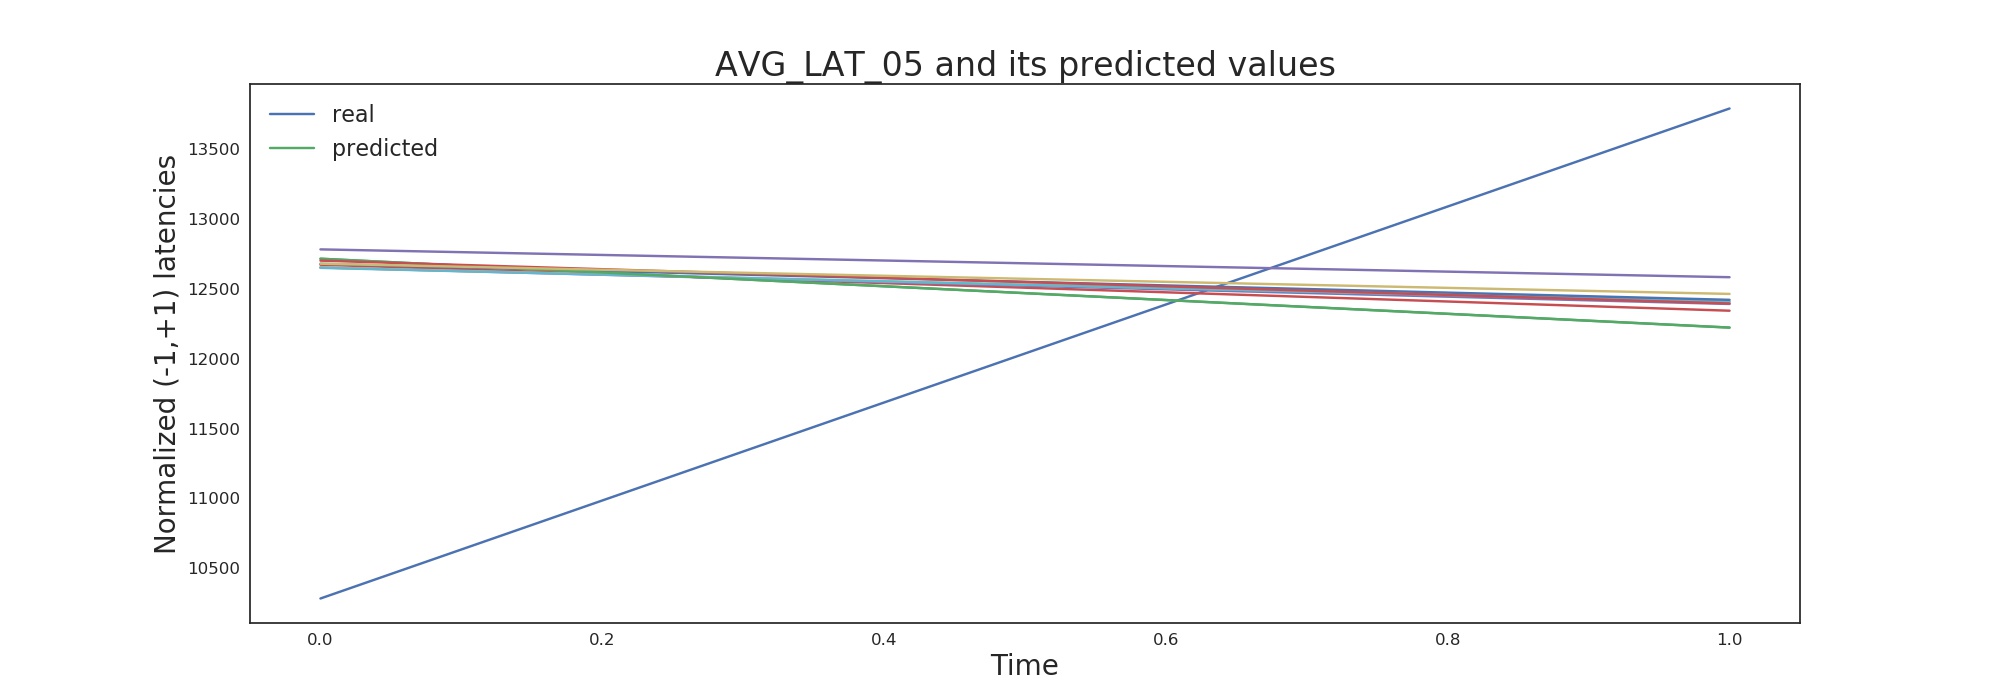 AVG_LAT_05 and its predicted values
real
predicted
Normalized (-1,+1) latencies
13500
13000
12500
12000
11500
11000
10500
0.0
0.2
0.4
0.6
0.8
1.0
Time